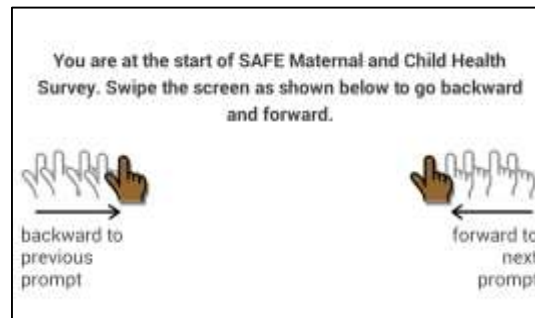 You are at the start of SAFE Maternal and Child Health
Survey. Swipe the screen as shown below to go backward
and forward.
backward to
previous
prompt
forward to
next
prompt